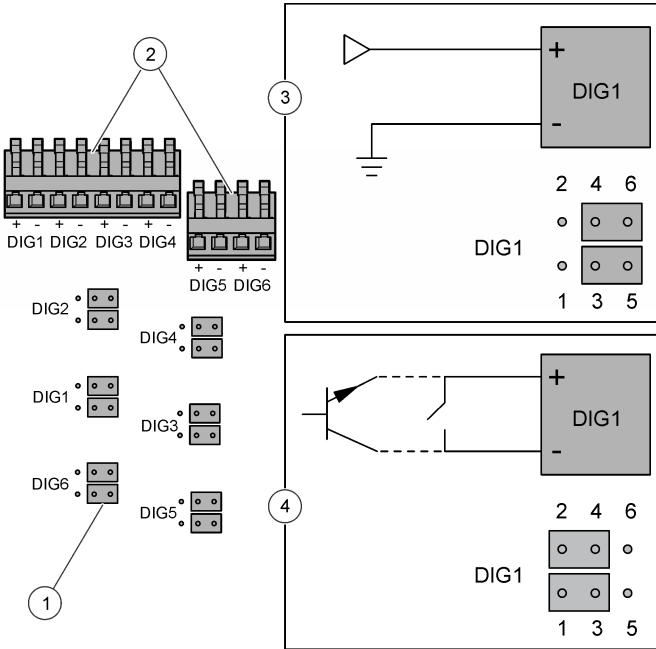 2
+ - + - + - + -
DIG1 DIG2 DIG3 DIG4
+ - + -
DIG5 DIG6
DIG2
DIG4
DIG1
DIG3
DIG6
DIG5
1
3
+
DIG1
-
2 4 6
DIG1
1 3 5
4
+
DIG1
-
2 4 6
DIG1
1 3 5